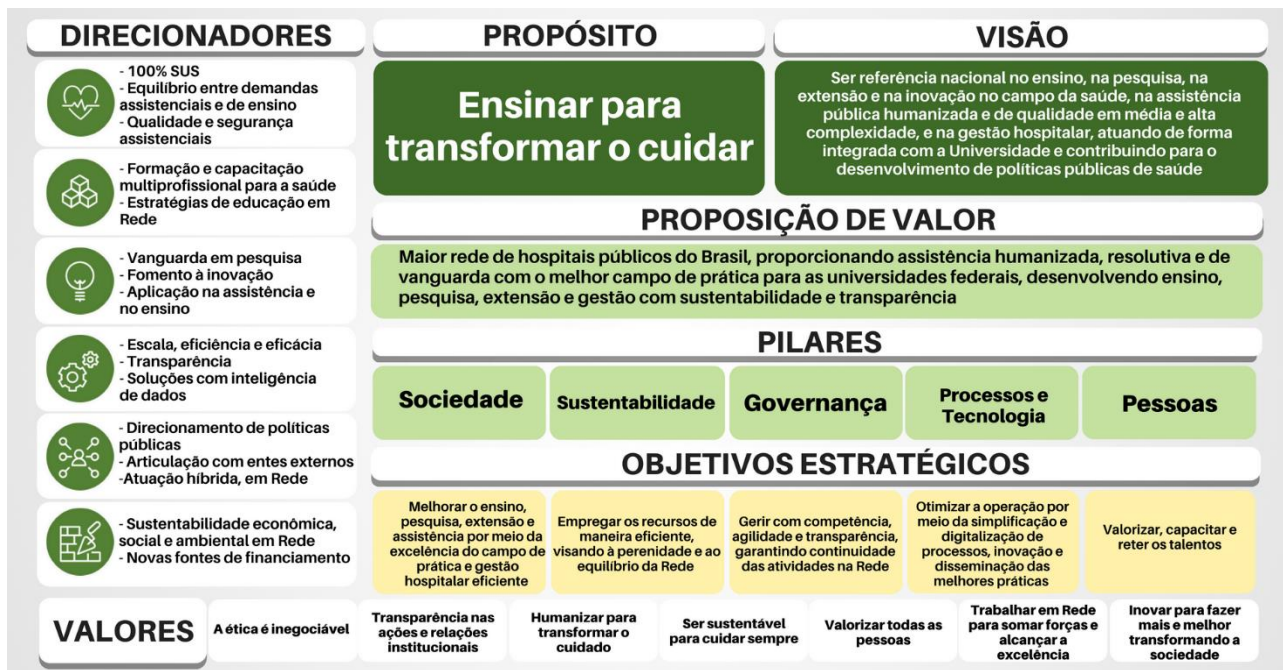 DIRECIONADORES
- 100% SUS
- Equilíbrio entre demandas
assistenciais e de ensino
- Qualidade e segurança
assistenciais
- Formação e capacitação
multiprofissional para a saúde
- Estratégias de educação em
Rede
- Vanguarda em pesquisa
- Fomento à inovação
- Aplicação na assistência e
no ensino
- Escala, eficiência e eficácia
- Transparência
- Soluções com inteligência
de dados
- Direcionamento de políticas
públicas
- Articulação com entes externos
-Atuação híbrida, em Rede
- Sustentabilidade econômica,
social e ambiental em Rede
- Novas fontes de financiamento
PROPÓSITO
Ensinar para
transformar o cuidar
VISÃO
Ser referência nacional no ensino, na pesquisa, na
extensão e na inovação no campo da saúde, na assistência
pública humanizada e de qualidade em média e alta
complexidade, e na gestão hospitalar, atuando de forma
integrada com a Universidade e contribuindo para o
desenvolvimento de políticas públicas de saúde
PROPOSIÇÃO DE VALOR
Maior rede de hospitais públicos do Brasil, proporcionando assistência humanizada, resolutiva e de
vanguarda com o melhor campo de prática para as universidades federais, desenvolvendo ensino,
pesquisa, extensão e gestão com sustentabilidade e transparência
PILARES
Sociedade
Sustentabilidade
Governança
Processos e
Tecnologia
Pessoas
OBJETIVOS ESTRATÉGICOS
Melhorar o ensino,
pesquisa, extensão e
assistência por meio da
excelência do campo de
prática e gestão
hospitalar eficiente
Empregar os recursos de
maneira eficiente,
visando à perenidade e ao
equilíbrio da Rede
Gerir com competência,
agilidade e transparência,
garantindo continuidade
das atividades na Rede
Otimizar a operação por
meio da simplificação e
digitalização de
processos, inovação e
disseminação das
melhores práticas
Valorizar, capacitar e
reter os talentos
VALORES
A ética é inegociável
Transparência nas
ações e relações
institucionais
Humanizar para
transformar o
cuidado
Ser sustentável
para cuidar sempre
Valorizar todas as
pessoas
Trabalhar em Rede
para somar forças e
alcançar a
excelência
Inovar para fazer
mais e melhor
transformando a
sociedade